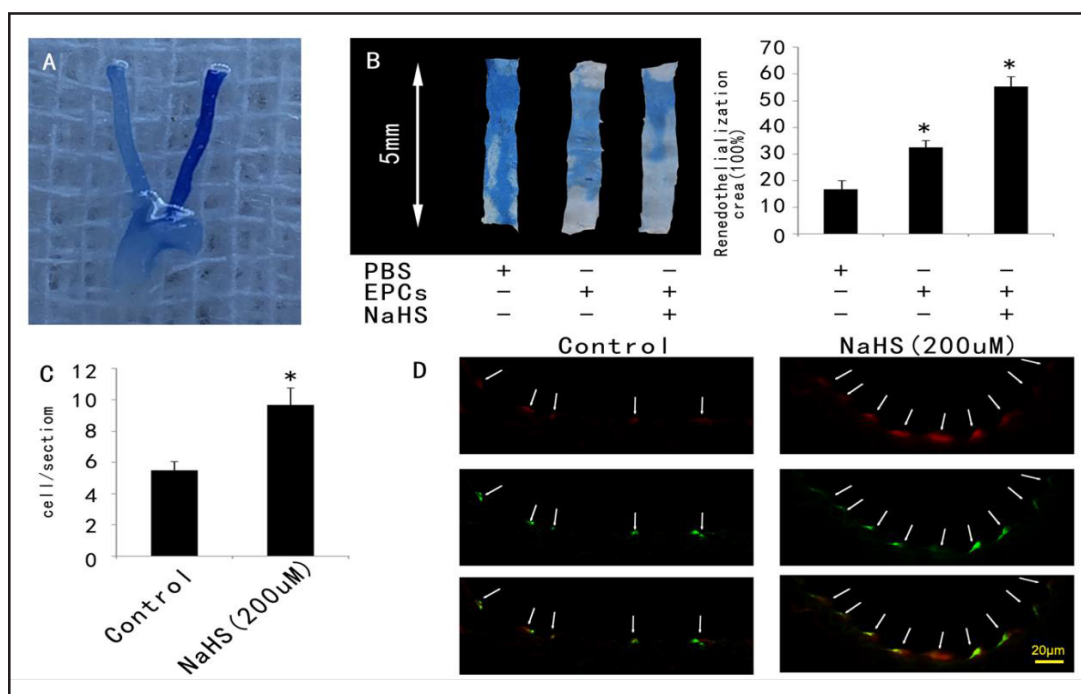 A
B
5mm
PBS + − −
EPCs − + +
NaHS − − +
Renedothelialization
crea(100%)
70
60
50
40
30
20
10
0
*
*
+ − −
− + +
− − +
C
cell/sectiom
12
10
8
6
4
2
0
*
Control
NaHS(200uM)
D
Control
NaHS(200uM)
20μm